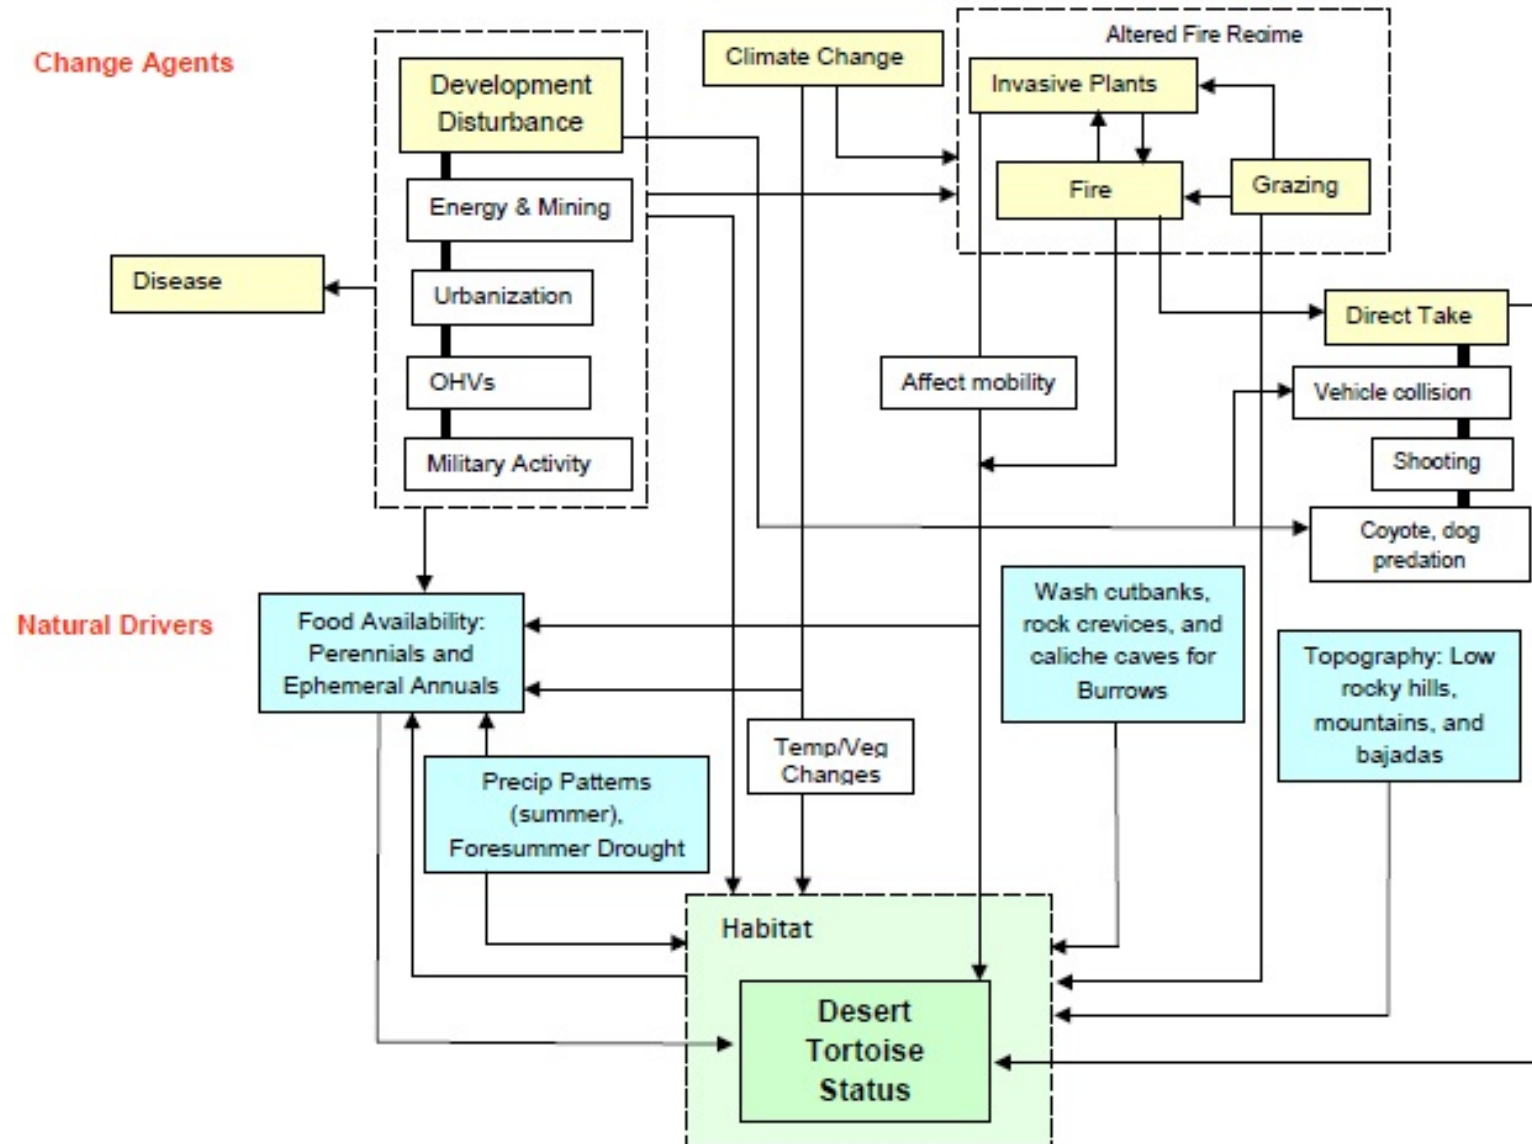 Change Agents
Development
Disturbance
Energy & Mining
Urbanization
OHVs
Military Activity
Disease
Climate Change
Altered Fire Regime
Invasive Plants
Fire
Grazing
Direct Take
Vehicle collision
Shooting
Coyote, dog
predation
Affect mobility
Natural Drivers
Food Availability:
Perennials and
Ephemeral Annuals
Precip Patterns
(summer),
Foresummer Drought
Temp/Veg
Changes
Wash cutbanks,
rock crevices, and
caliche caves for
Burrows
Topography: Low
rocky hills,
mountains, and
bajadas
Habitat
Desert
Tortoise
Status